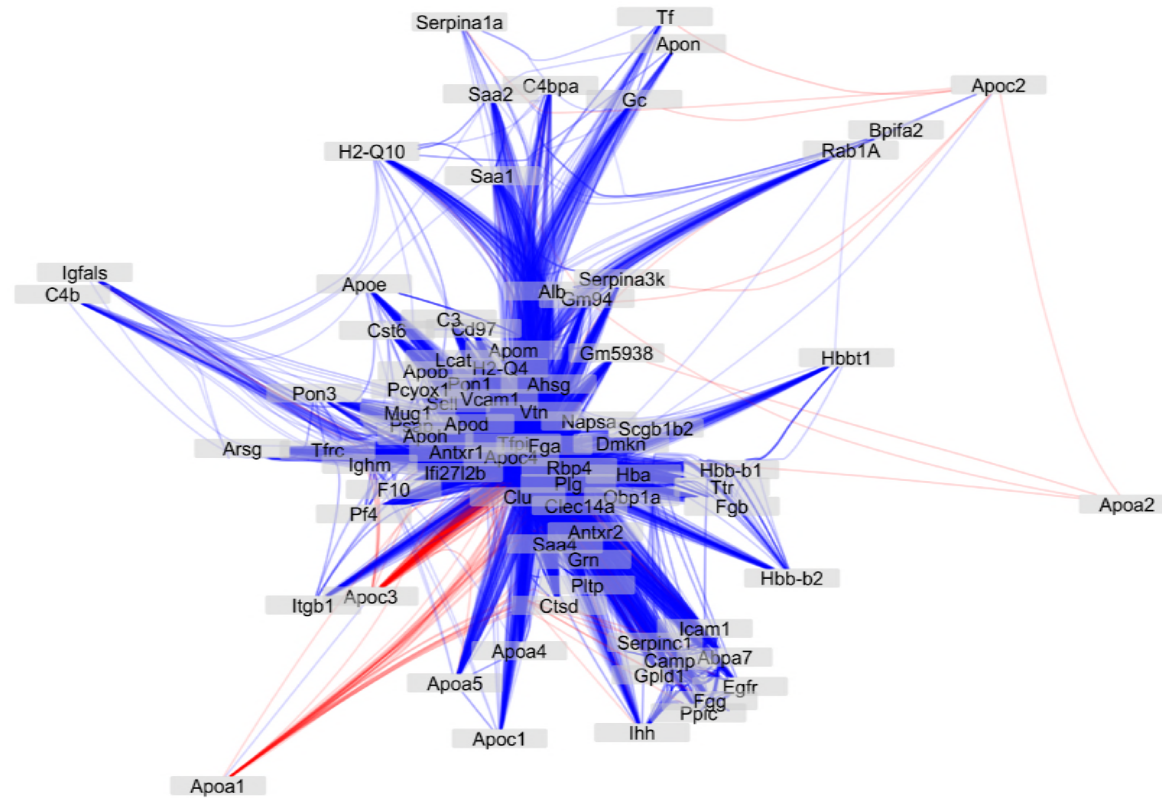 Serpina1a
Tf
Apon
Saa2
C4bpa
Gc
Apoc2
Bpifa2
H2-Q10
Rab1A
Saa1
Igfals
C4b
Apoe
Alb
Serpina3k
Gm94
Cst6
C3
Cd97
Apom
Gm5938
Hbbt1
Lcat
Apob
H2-Q4
Pcyox1
Pon1
Ahsg
Pon3
Vcam1
Mug1
Vtn
Apod
Napsa
Scgb1b2
Apoh
Arsg
Tfrc
Antxr1
Fga
Dmkn
Apoc4
Ighm
Ifi27l2b
Rbp4
Hba
Hbb-b1
F10
Plg
Ttr
Clu
Obp1a
Clec14a
Fgb
Apoa2
Pf4
Antxr2
Saa4
Grn
Hbb-b2
Pltp
Itgb1
Apoc3
Ctsd
Icam1
Serpinc1
Apoa4
Camp
Abpa7
Gpld1
Apoa5
Egfr
Fgg
Pprc
Ihh
Apoc1
Apoa1